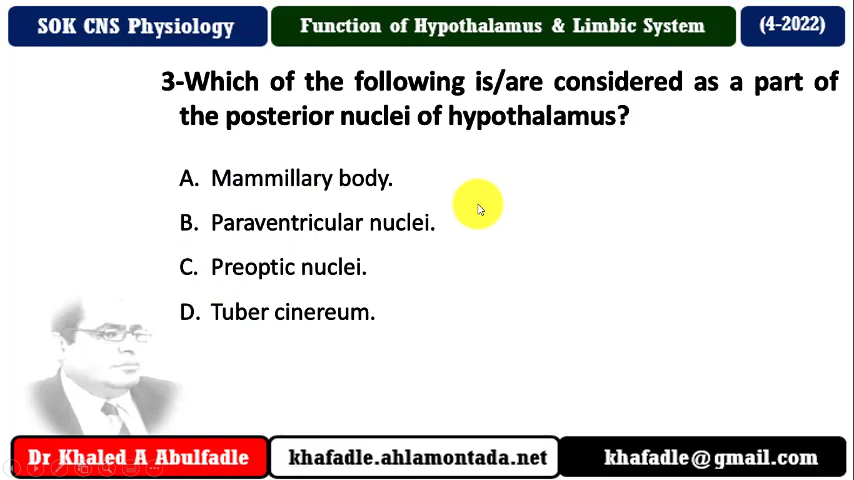 SOK CNS Physiology
Function of Hypothalamus & Limbic System
(4-2022)
3-Which of the following is/are considered as a part of
the posterior nuclei of hypothalamus?
A. Mammillary body.
B. Paraventricular nuclei.
C. Preoptic nuclei.
D. Tuber cinereum.
Dr Khaled A Abulfadle
khafadle.ahlamontada.net
khafadle@gmail.com